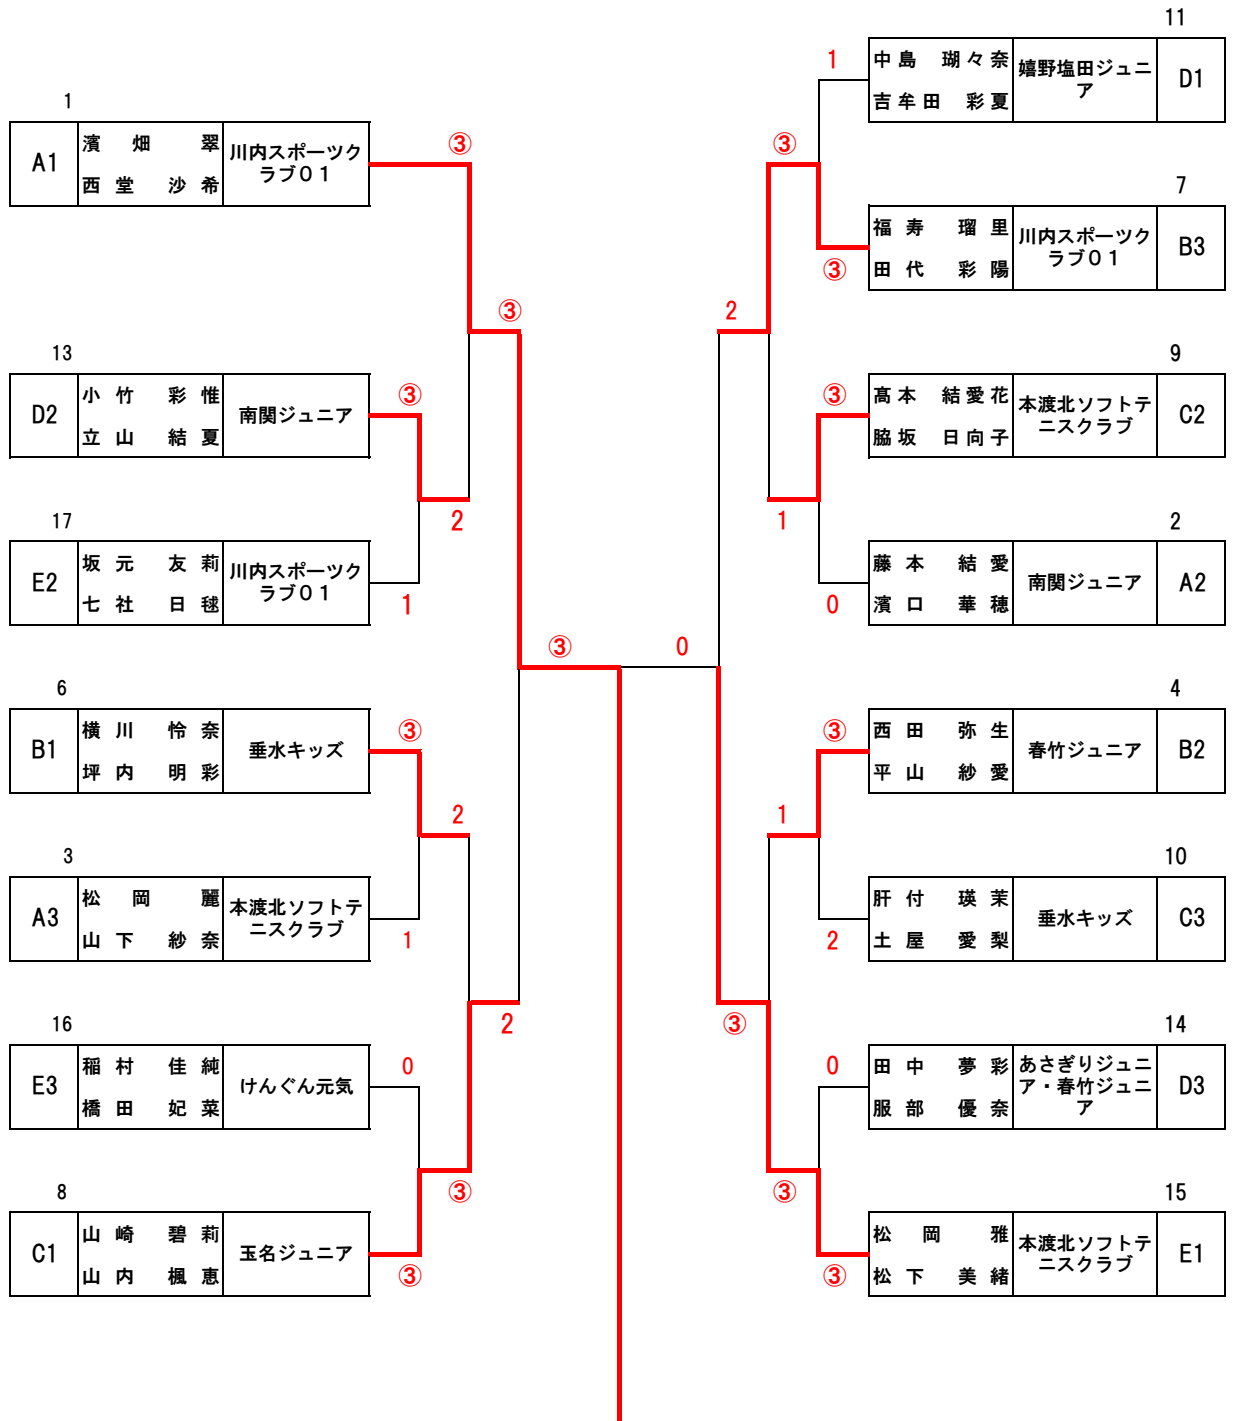 1
A1
濱畑 翠
西堂 沙希
川内スポーツク
ラブ０１
③
③
13
D2
小竹 彩惟
立山 結夏
南関ジュニア
③
2
17
E2
坂元 友莉
七社 日毬
川内スポーツク
ラブ０１
1
③
6
B1
横川 怜奈
坪内 明彩
垂水キッズ
③
2
3
A3
松岡 麗
山下 紗奈
本渡北ソフトテ
ニスクラブ
1
2
16
E3
稲村 佳純
橋田 妃菜
けんぐん元気
0
③
8
C1
山崎 碧莉
山内 楓恵
玉名ジュニア
③
11
1
中島 瑚々奈
吉牟田 彩夏
嬉野塩田ジュニ
ア
D1
③
7
福寿 瑠里
田代 彩陽
川内スポーツク
ラブ０１
B3
③
2
9
③
髙本 結愛花
脇坂 日向子
本渡北ソフトテ
ニスクラブ
C2
1
2
藤本 結愛
濱口 華穂
南関ジュニア
A2
0
0
4
③
西田 弥生
平山 紗愛
春竹ジュニア
B2
1
10
肝付 瑛茉
土屋 愛梨
垂水キッズ
C3
2
③
14
0
田中 夢彩
服部 優奈
あさぎりジュニ
ア・春竹ジュニ
ア
D3
③
15
松岡 雅
松下 美緒
本渡北ソフトテ
ニスクラブ
E1
③